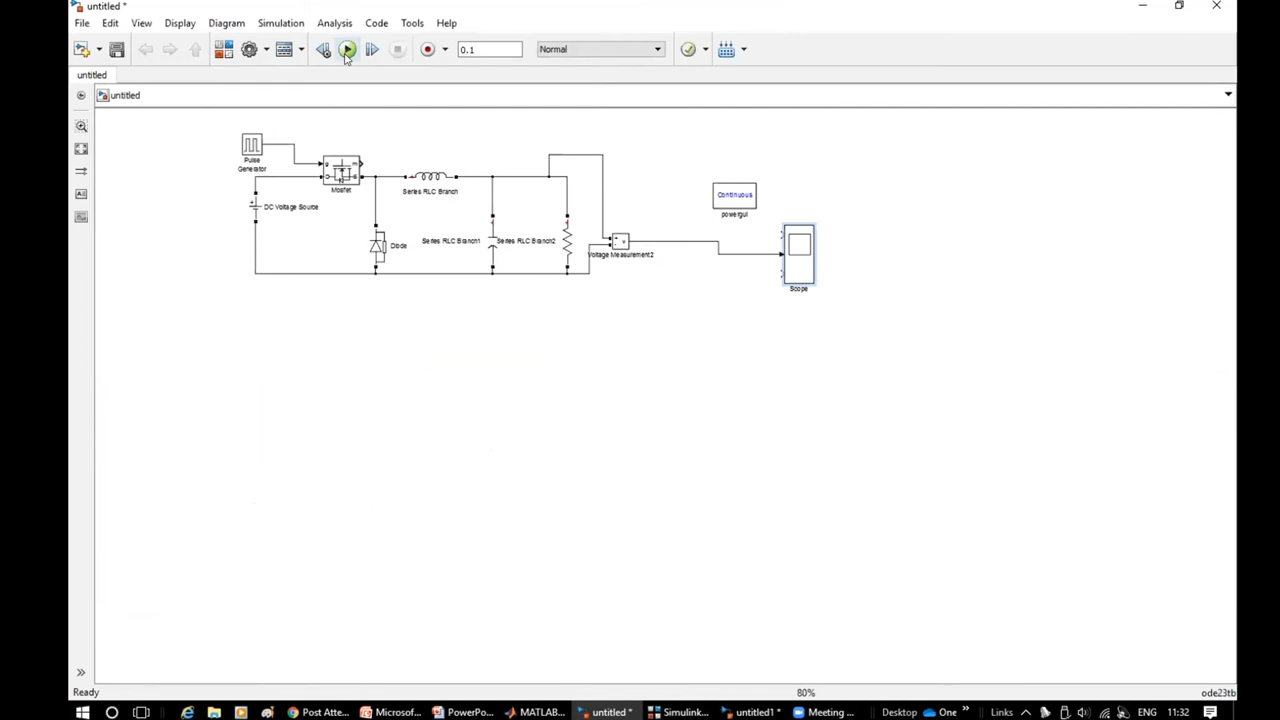 untitled *
File Edit View Display Diagram Simulation Analysis Code Tools Help
0.1 Normal
untitled
untitled
Pulse
Generator
g m
Mosfet
DC Voltage Source
Series RLC Branch
Diode
Series RLC Branch1
Series RLC Branch2
+ v
-
Voltage Measurement2
Continuous
powergui
Scope
Ready 80% ode23tb
Post Atte... Microsof... PowerPo... MATLAB... untitled * Simulink... untitled1 * Meeting ... Desktop One » Links ENG 11:32